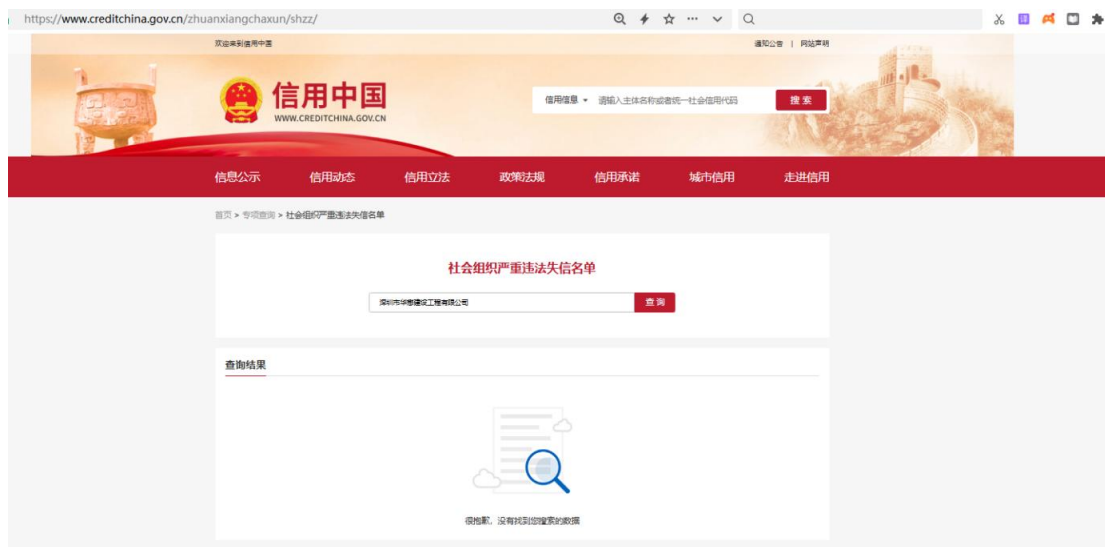 https://www.creditchina.gov.cn/zhuanxiangchaxun/shzz/
欢迎来到信用中国
通知公告 | 网站声明
信用中国
WWW.CREDITCHINA.GOV.CN
信用信息 请输入主体名称或者统一社会信用代码 搜索
信息公示 信用动态 信用立法 政策法规 信用承诺 城市信用 走进信用
首页 > 专项查询 > 社会组织严重违法失信名单
社会组织严重违法失信名单
深圳市华惠建设工程有限公司 查询
查询结果
很抱歉，没有找到您搜索的数据